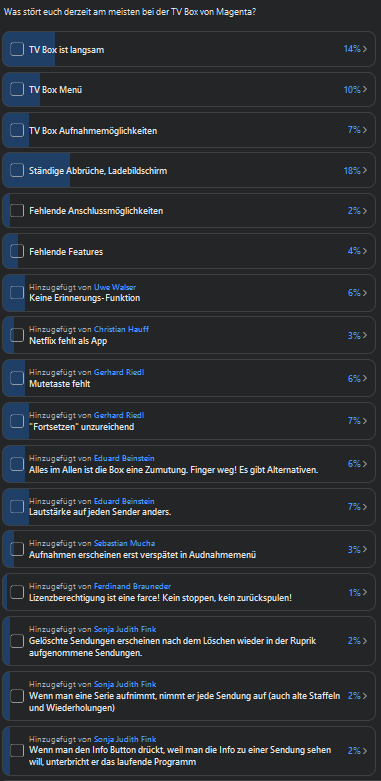 Was stört euch derzeit am meisten bei der TV Box von Magenta?
TV Box ist langsam 14%
TV Box Menü 10%
TV Box Aufnahmemöglichkeiten 7%
Ständige Abbrüche, Ladebildschirm 18%
Fehlende Anschlussmöglichkeiten 2%
Fehlende Features 4%
Hinzugefügt von Uwe Walser
Keine Erinnerungs-Funktion 6%
Hinzugefügt von Christian Hauff
Netflix fehlt als App 3%
Hinzugefügt von Gerhard Riedl
Mutetaste fehlt 6%
Hinzugefügt von Gerhard Riedl
"Fortsetzen" unzureichend 7%
Hinzugefügt von Eduard Beinstein
Alles im Allen ist die Box eine Zumutung. Finger weg! Es gibt Alternativen. 6%
Hinzugefügt von Eduard Beinstein
Lautstärke auf jeden Sender anders. 7%
Hinzugefügt von Sebastian Mucha
Aufnahmen erscheinen erst verspätet in Audnahmemenü 3%
Hinzugefügt von Ferdinand Brauneder
Lizenzberechtigung ist eine farce! Kein stoppen, kein zurückspulen! 1%
Hinzugefügt von Sonja Judith Fink
Gelöschte Sendungen erscheinen nach dem Löschen wieder in der Ruprik
aufgenommene Sendungen. 2%
Hinzugefügt von Sonja Judith Fink
Wenn man eine Serie aufnimmt, nimmt er jede Sendung auf (auch alte Staffeln
und Wiederholungen) 2%
Hinzugefügt von Sonja Judith Fink
Wenn man den Info Button drückt, weil man die Info zu einer Sendung sehen
will, unterbricht er das laufende Programm 2%